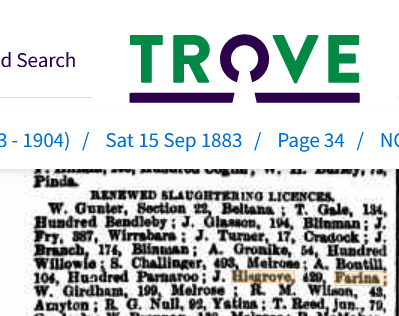 d Search
TROVE
3 - 1904) / Sat 15 Sep 1883 / Page 34 / NO
Pinda.
RENEWED SLAUGHTERING LICENCES.
W. Gunter, Section 22, Beltana ; T. Gale, 134,
Hundred Bendleby ; J. Glasson, 194, Blinman ; J.
Fry, 387, Wirrabara ; J. Turner, 17, Cradock ; J.
Branch, 174, Blinman ; A. Gronike, 54, Hundred
Willowie ; S. Challinger, 493, Melrose ; A. Bontill,
104, Hundred Parnaroo ; J. Hisgrove, 429, Farina ;
W. Girdham, 199, Melrose ; R. M. Wilson, 43,
Amyton ; R. G. Null, 92, Yatina ; T. Reed, jun., 79,